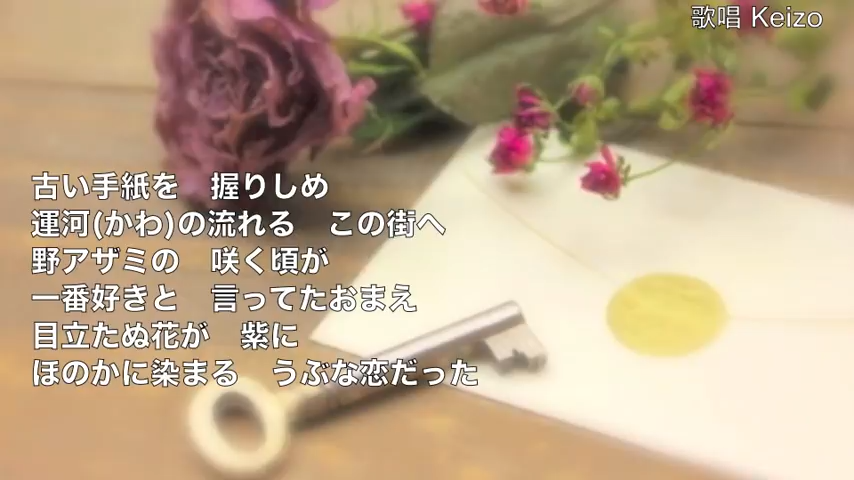 歌唱 Keizo
古い手紙を　握りしめ
運河(かわ)の流れる　この街へ
野アザミの　咲く頃が
一番好きと　言ってたおまえ
目立たぬ花が　紫に
ほのかに染まる　うぶな恋だった